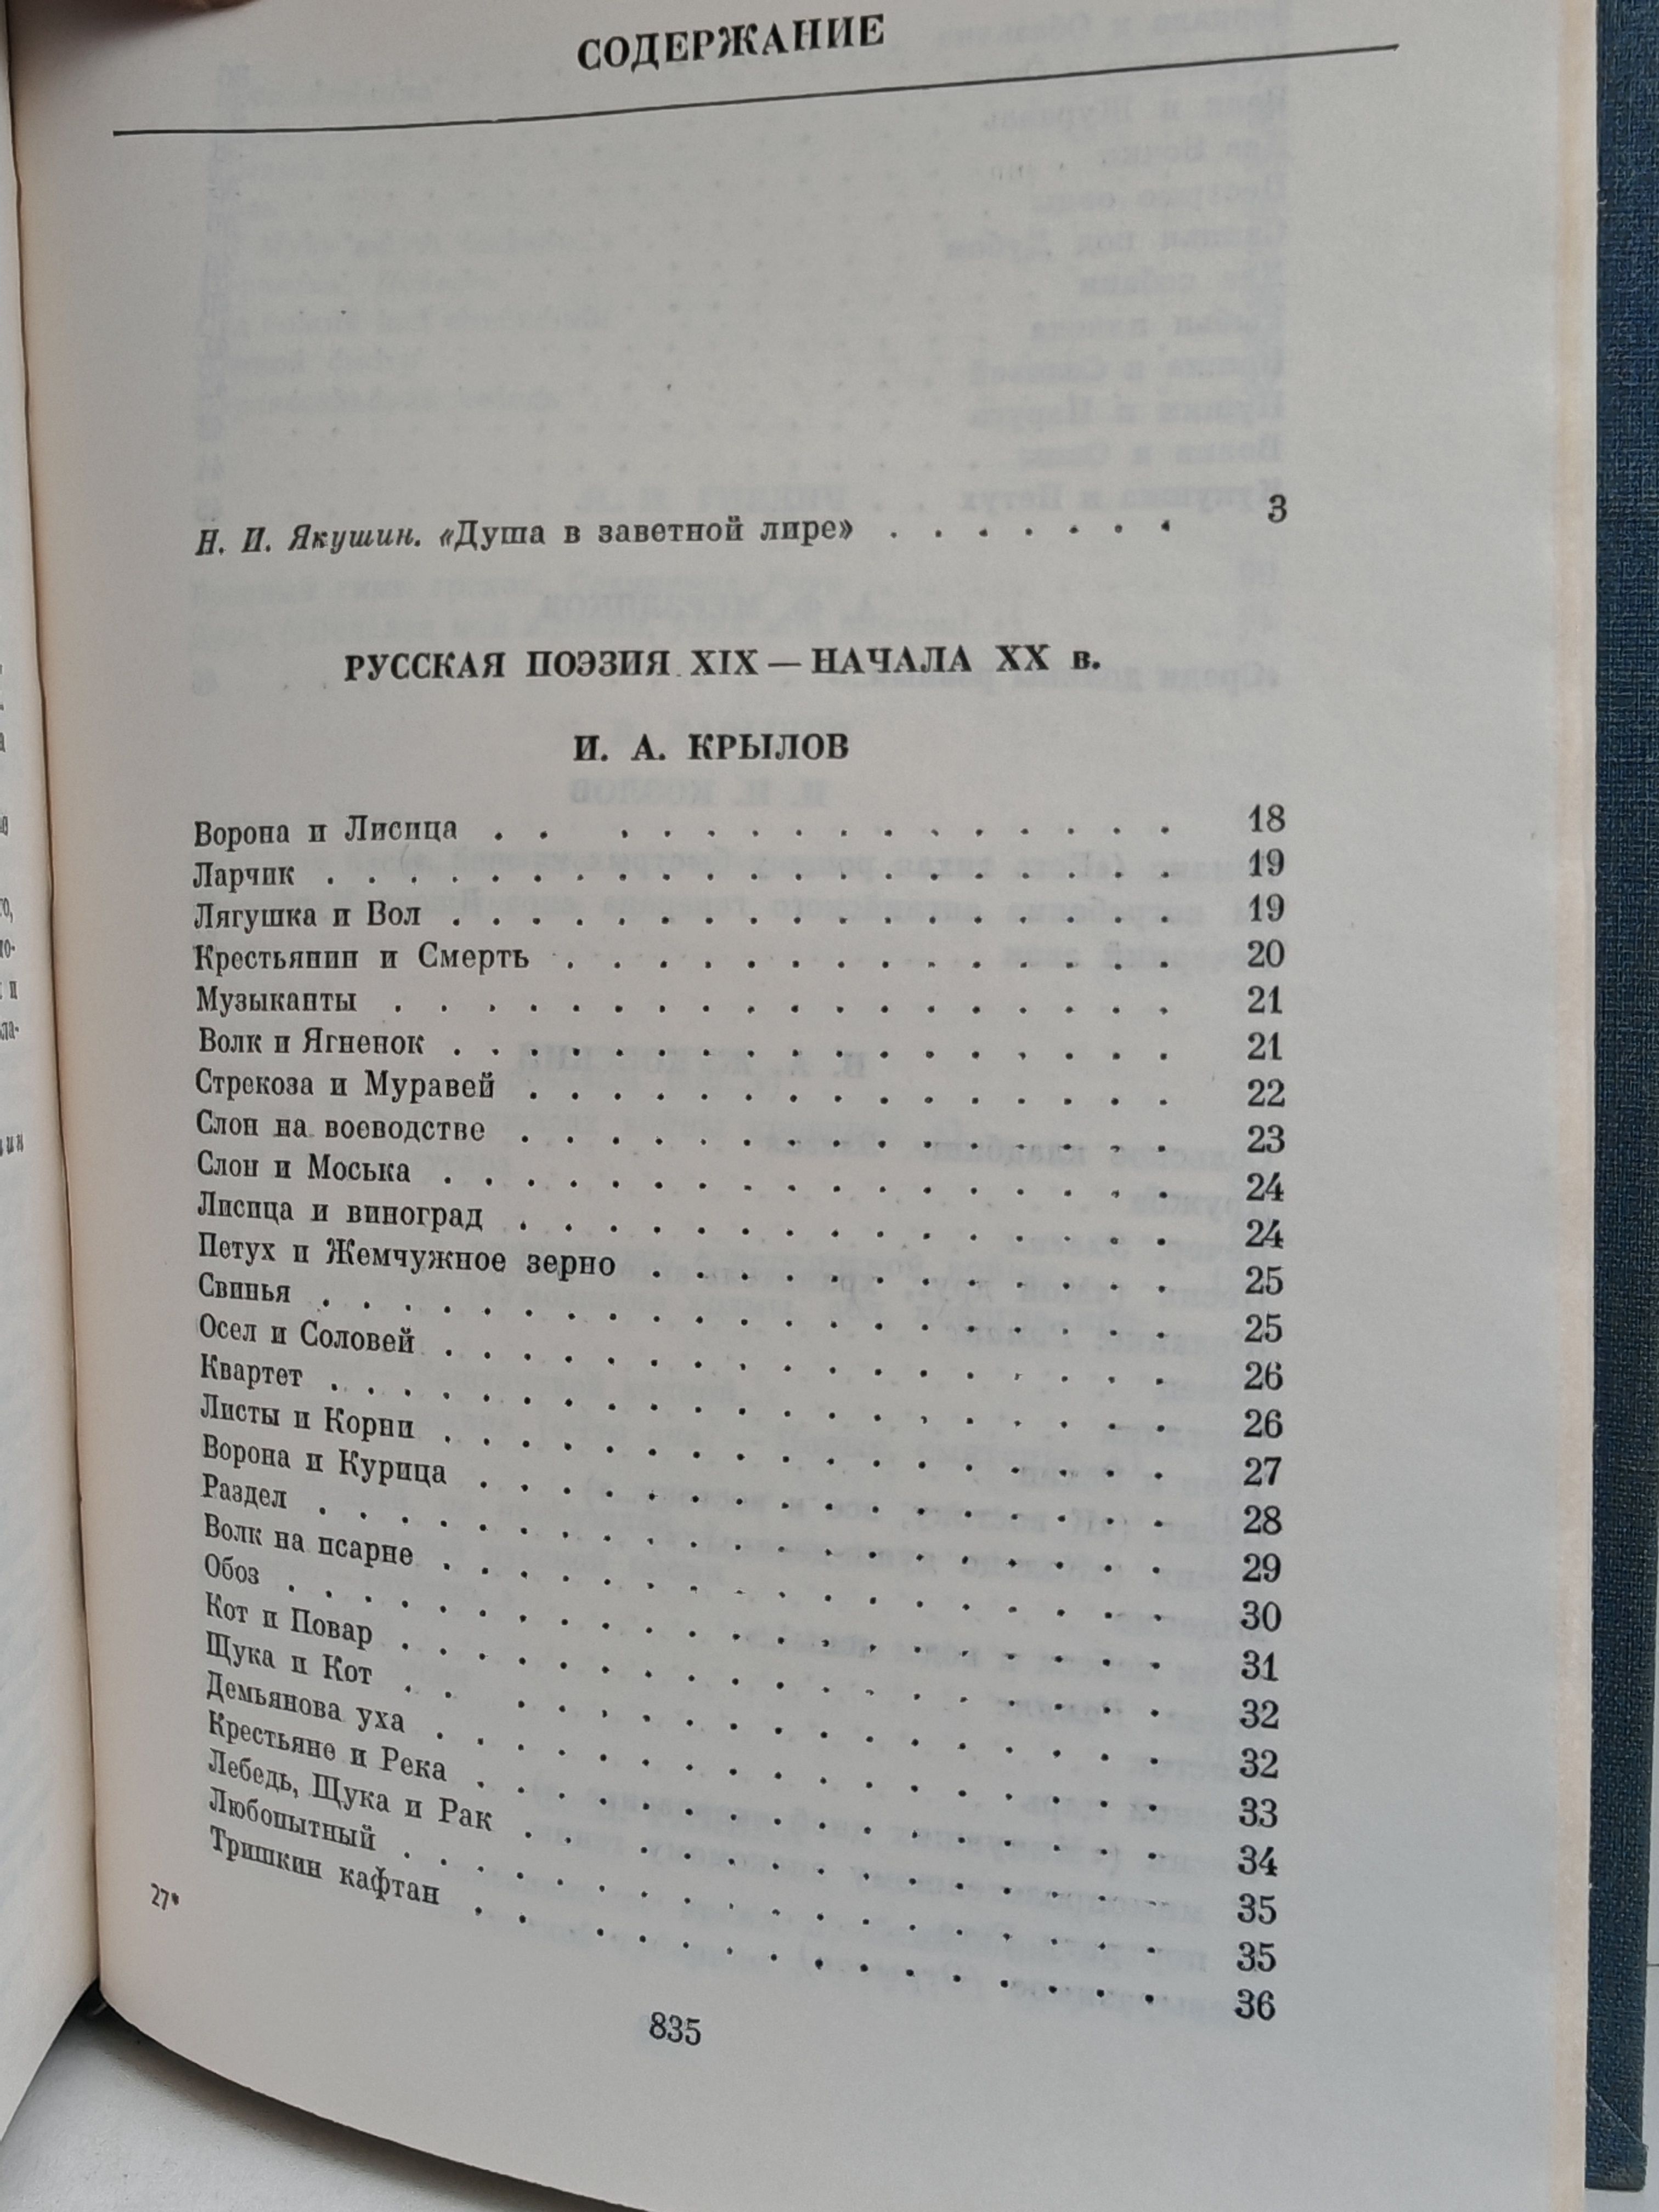 СОДЕРЖАНИЕ
Н. И. Якушин. «Душа в заветной лире» . . . . . . . 3
РУССКАЯ ПОЭЗИЯ XIX — НАЧАЛА XX в.
И. А. КРЫЛОВ
Ворона и Лисица . . . . . . . . . . . . . . . 18
Ларчик . . . . . . . . . . . . . . . . . . . 19
Лягушка и Вол . . . . . . . . . . . . . . . . 19
Крестьянин и Смерть . . . . . . . . . . . . . . 20
Музыканты . . . . . . . . . . . . . . . . . 21
Волк и Ягненок . . . . . . . . . . . . . . . . 21
Стрекоза и Муравей . . . . . . . . . . . . . . . 22
Слон на воеводстве . . . . . . . . . . . . . . . 23
Слон и Моська . . . . . . . . . . . . . . . . 24
Лисица и виноград . . . . . . . . . . . . . . . 24
Петух и Жемчужное зерно . . . . . . . . . . . . 25
Свинья . . . . . . . . . . . . . . . . . . . 25
Осел и Соловей . . . . . . . . . . . . . . . . 26
Квартет . . . . . . . . . . . . . . . . . . . 26
Листы и Корни . . . . . . . . . . . . . . . . 27
Ворона и Курица . . . . . . . . . . . . . . . . 28
Раздел . . . . . . . . . . . . . . . . . . . 29
Волк на псарне . . . . . . . . . . . . . . . . 30
Обоз . . . . . . . . . . . . . . . . . . . . 31
Кот и Повар . . . . . . . . . . . . . . . . . 32
Щука и Кот . . . . . . . . . . . . . . . . . 32
Демьянова уха . . . . . . . . . . . . . . . . 33
Крестьяне и Река . . . . . . . . . . . . . . . 34
Лебедь, Щука и Рак . . . . . . . . . . . . . . 35
Любопытный . . . . . . . . . . . . . . . . . 35
Тришкин кафтан . . . . . . . . . . . . . . . . 36
27*
835